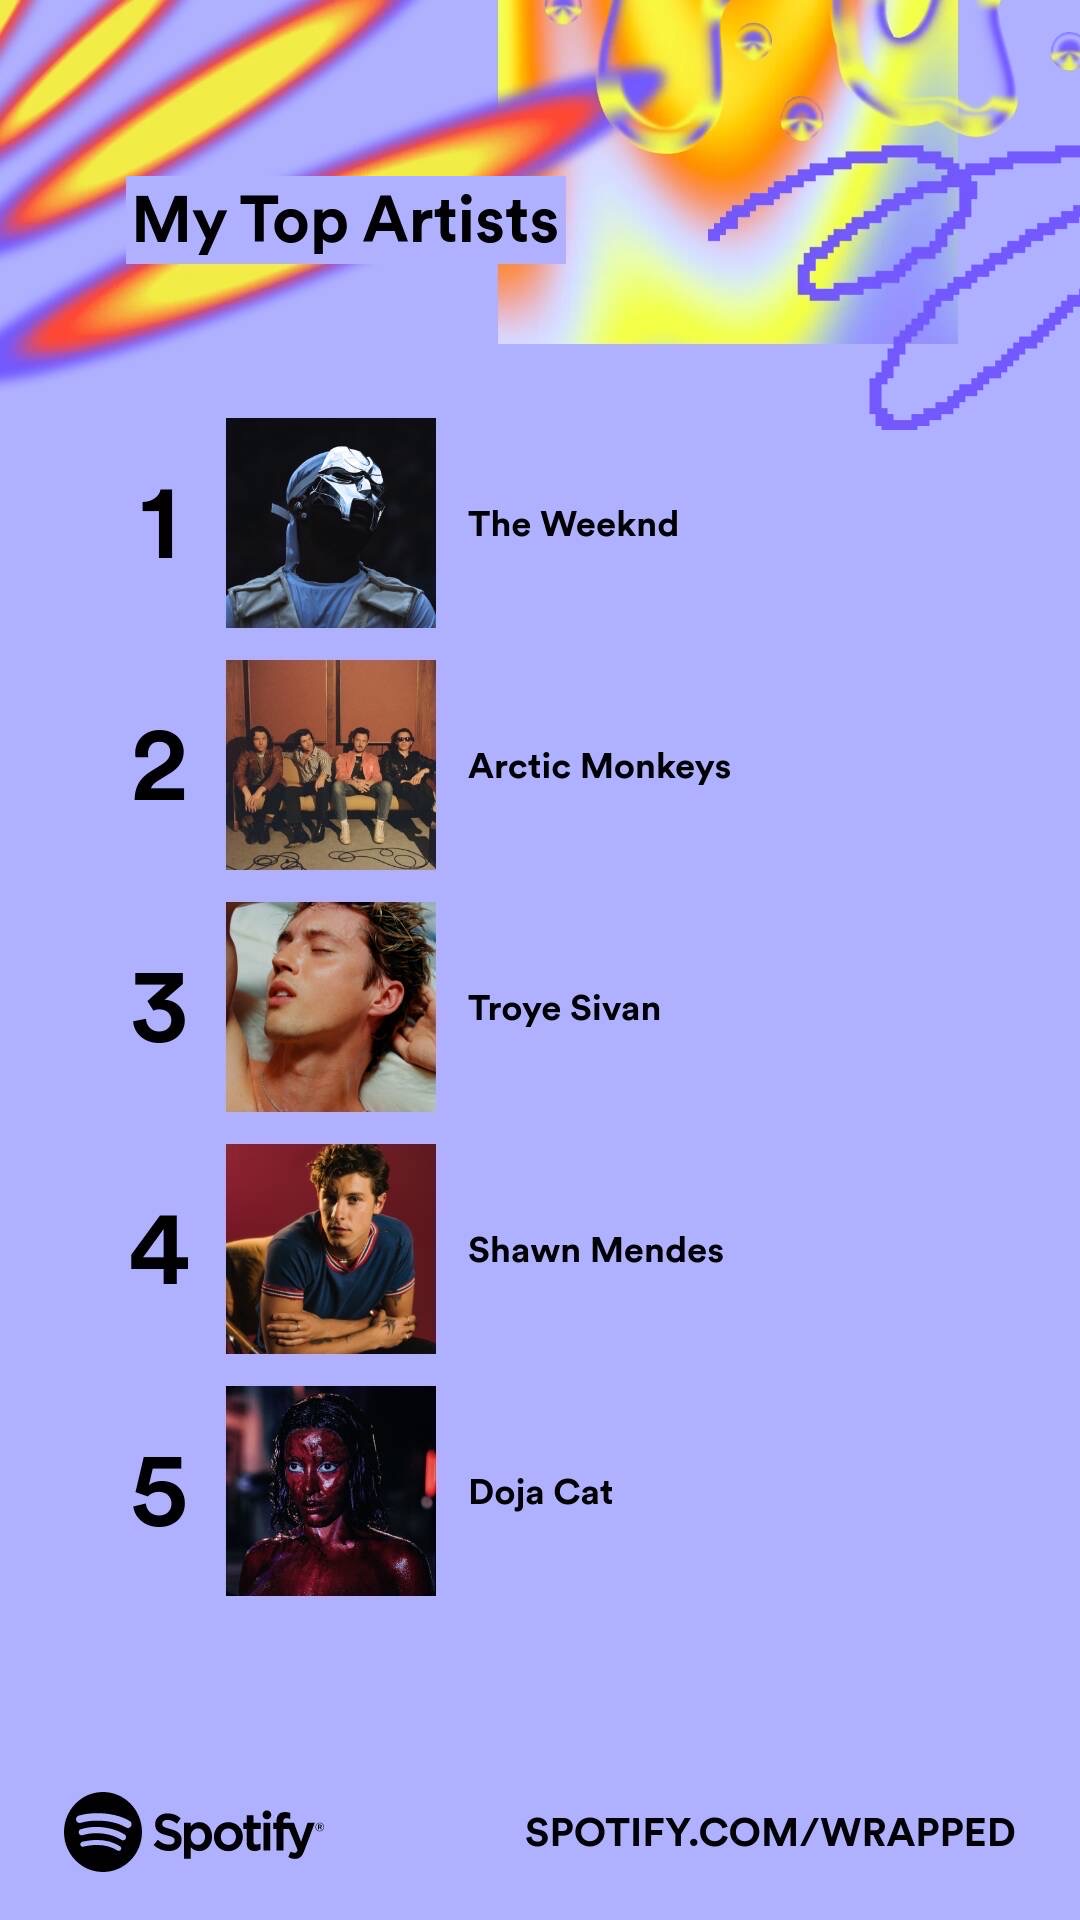 My Top Artists
1
The Weeknd
2
Arctic Monkeys
3
Troye Sivan
4
Shawn Mendes
5
Doja Cat
Spotify®
SPOTIFY.COM/WRAPPED